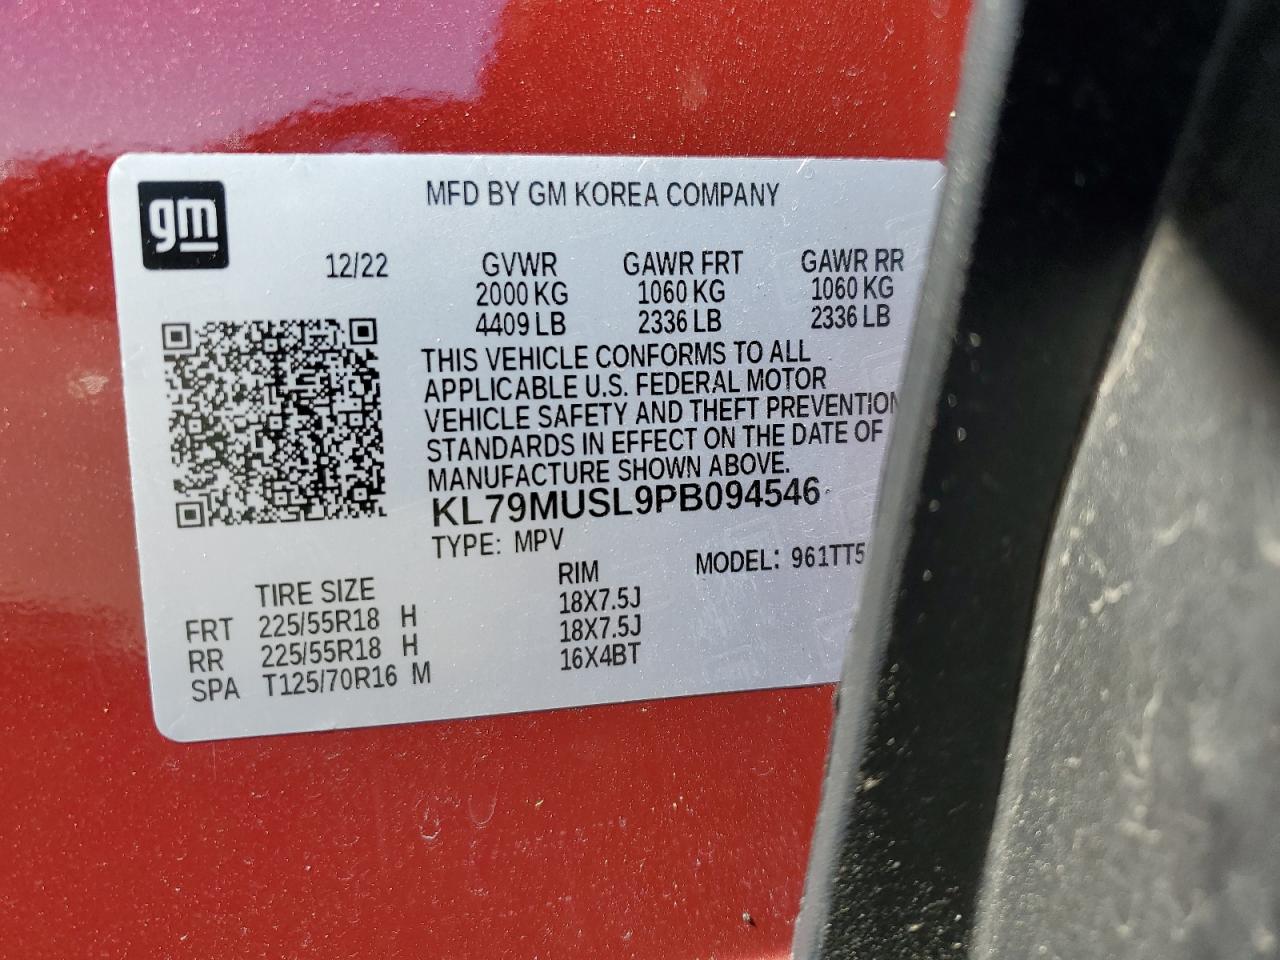 gm
MFD BY GM KOREA COMPANY
12/22 GVWR GAWR FRT GAWR RR
2000 KG 1060 KG 1060 KG
4409 LB 2336 LB 2336 LB
THIS VEHICLE CONFORMS TO ALL
APPLICABLE U.S. FEDERAL MOTOR
VEHICLE SAFETY AND THEFT PREVENTION
STANDARDS IN EFFECT ON THE DATE OF
MANUFACTURE SHOWN ABOVE.
KL79MUSL9PB094546
TYPE: MPV MODEL: 961TT5
TIRE SIZE RIM
FRT 225/55R18 H 18X7.5J
RR 225/55R18 H 18X7.5J
SPA T125/70R16 M 16X4BT